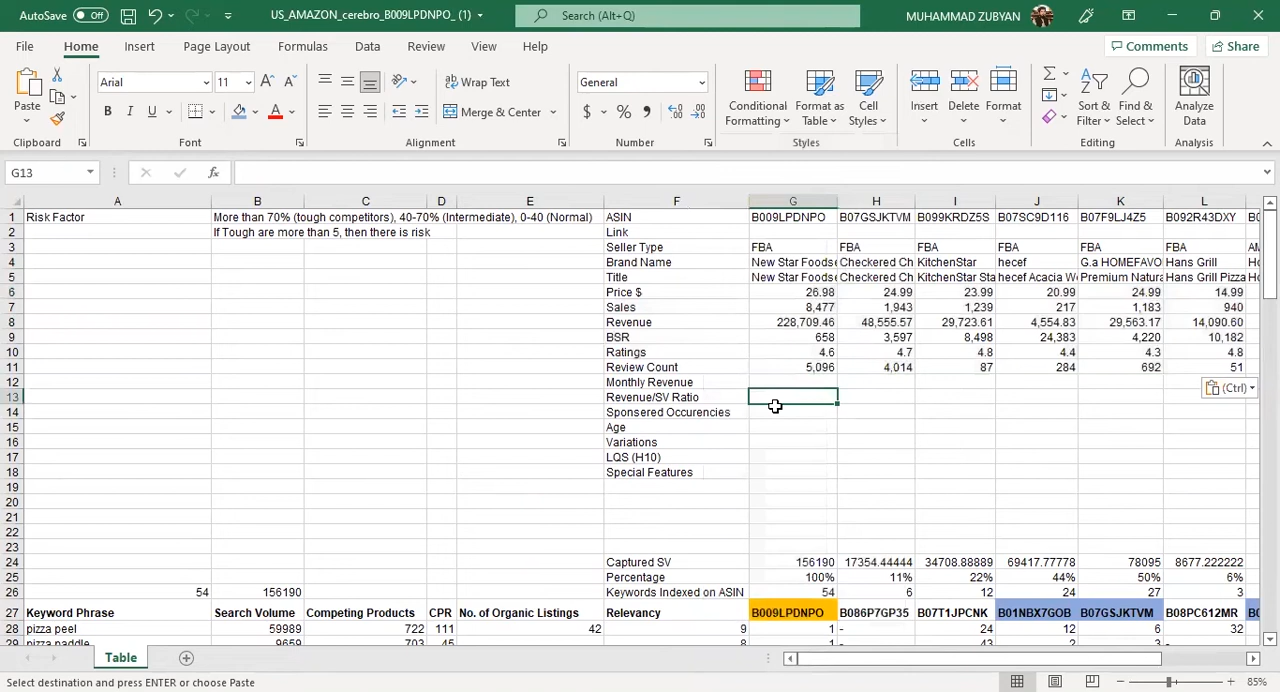 AutoSave Off US_AMAZON_cerebro_B009LPDNPO_ (1) Search (Alt+Q) MUHAMMAD ZUBYAN
File Home Insert Page Layout Formulas Data Review View Help Comments Share
Paste Arial 11 Wrap Text General Conditional Formatting Format as Table Cell Styles Insert Delete Format Sort & Filter Find & Select Analyze Data
B I U A Merge & Center $ % ,
Clipboard Font Alignment Number Styles Cells Editing Analysis
G13 fx
A B C D E F G H I J K L
1 Risk Factor More than 70% (tough competitors), 40-70% (Intermediate), 0-40 (Normal) ASIN B009LPDNPO B07GSJKTVM B099KRDZ5S B07SC9D116 B07F9LJ4Z5 B092R43DXY
2 If Tough are more than 5, then there is risk Link
3 Seller Type FBA FBA FBA FBA FBA FBA
4 Brand Name New Star Foods Checkered Ch KitchenStar hecef G.a HOMEFAVO Hans Grill
5 Title New Star Foods Checkered Ch KitchenStar Sta hecef Acacia W Premium Natura Hans Grill Pizza
6 Price $ 26.98 24.99 23.99 20.99 24.99 14.99
7 Sales 8,477 1,943 1,239 217 1,183 940
8 Revenue 228,709.46 48,555.57 29,723.61 4,554.83 29,563.17 14,090.60
9 BSR 658 3,597 8,498 24,383 4,220 10,182
10 Ratings 4.6 4.7 4.8 4.4 4.3 4.8
11 Review Count 5,096 4,014 87 284 692 51
12 Monthly Revenue (Ctrl)
13 Revenue/SV Ratio
14 Sponsered Occurencies
15 Age
16 Variations
17 LQS (H10)
18 Special Features
19
20
21
22
23
24 Captured SV 156190 17354.44444 34708.88889 69417.77778 78095 8677.222222
25 Percentage 100% 11% 22% 44% 50% 6%
26 54 156190 Keywords Indexed on ASIN 54 6 12 24 27 3
27 Keyword Phrase Search Volume Competing Products CPR No. of Organic Listings Relevancy B009LPDNPO B086P7GP35 B07T1JPCNK B01NBX7GOB B07GSJKTVM B08PC612MR
28 pizza peel 59989 722 111 42 9 1 - 24 12 6 32
29 pizza paddle 9659 703 45
Table
Select destination and press ENTER or choose Paste 85%